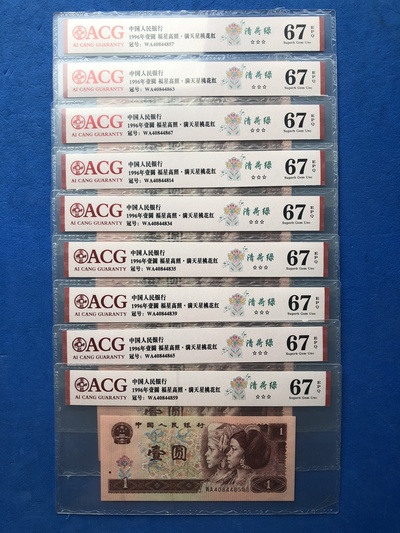 ACG
AI CANG GUARANTY
中国人民银行
1996年壹圆 福星高照·满天星桃花红
冠号: WA40844857
清荷绿
☆☆☆
67 EPQ
Superb Gem Unc
ACG
AI CANG GUARANTY
中国人民银行
1996年壹圆 福星高照·满天星桃花红
冠号: WA40844863
清荷绿
☆☆☆
67 EPQ
Superb Gem Unc
ACG
AI CANG GUARANTY
中国人民银行
1996年壹圆 福星高照·满天星桃花红
冠号: WA40844867
清荷绿
☆☆☆
67 EPQ
Superb Gem Unc
ACG
AI CANG GUARANTY
中国人民银行
1996年壹圆 福星高照·满天星桃花红
冠号: WA40844814
清荷绿
☆☆☆
67 EPQ
Superb Gem Unc
ACG
AI CANG GUARANTY
中国人民银行
1996年壹圆 福星高照·满天星桃花红
冠号: WA40844834
清荷绿
☆☆☆
67 EPQ
Superb Gem Unc
ACG
AI CANG GUARANTY
中国人民银行
1996年壹圆 福星高照·满天星桃花红
冠号: WA40844835
清荷绿
☆☆☆
67 EPQ
Superb Gem Unc
ACG
AI CANG GUARANTY
中国人民银行
1996年壹圆 福星高照·满天星桃花红
冠号: WA40844839
清荷绿
☆☆☆
67 EPQ
Superb Gem Unc
ACG
AI CANG GUARANTY
中国人民银行
1996年壹圆 福星高照·满天星桃花红
冠号: WA40844865
清荷绿
☆☆☆
67 EPQ
Superb Gem Unc
ACG
AI CANG GUARANTY
中国人民银行
1996年壹圆 福星高照·满天星桃花红
冠号: WA40844859
清荷绿
☆☆☆
67 EPQ
Superb Gem Unc
中国人民银行
1
壹圆
1